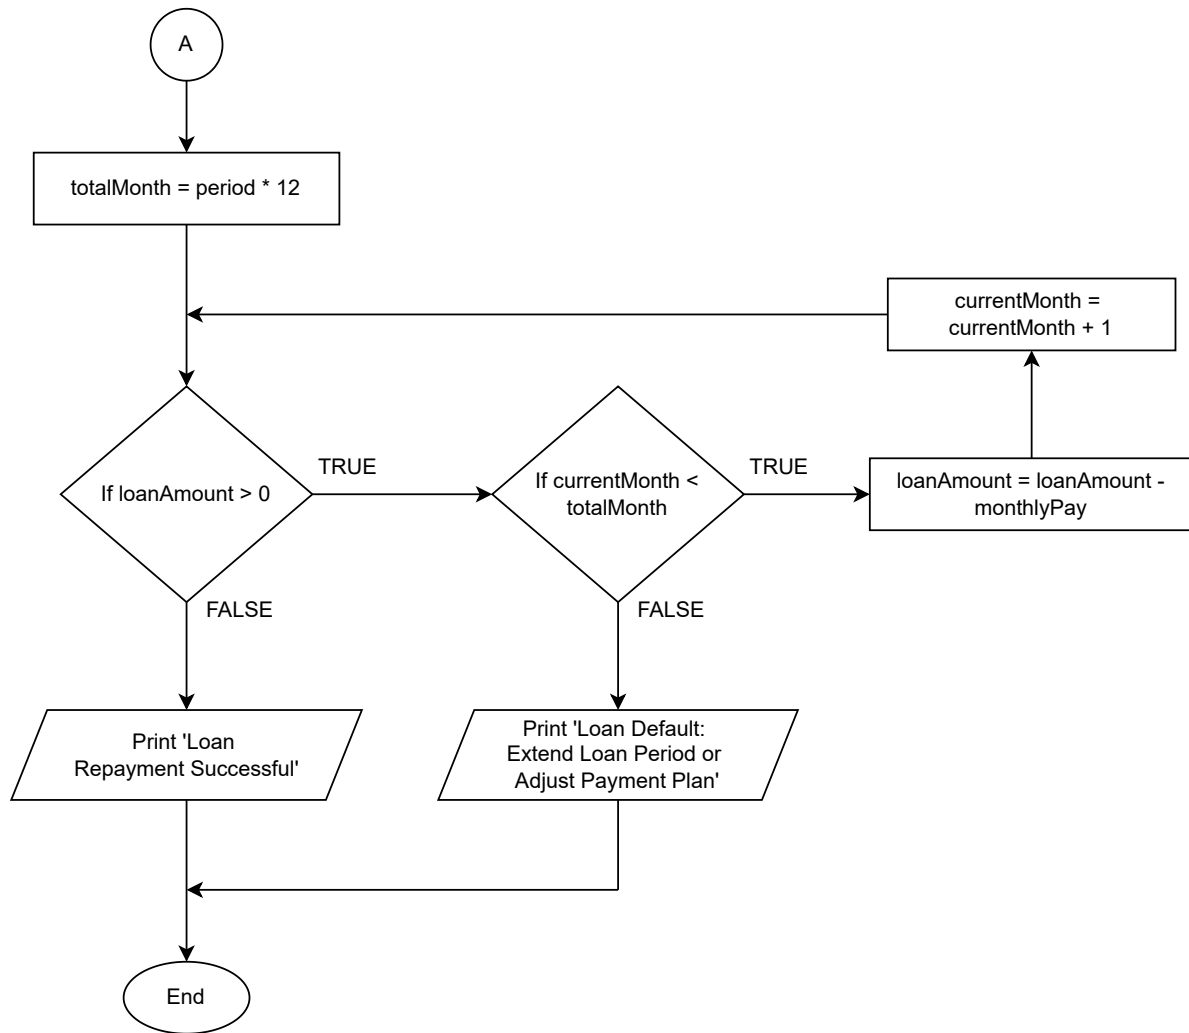 A
totalMonth = period * 12
currentMonth =
currentMonth + 1
If loanAmount > 0
TRUE
If currentMonth <
totalMonth
TRUE
loanAmount = loanAmount -
monthlyPay
FALSE
FALSE
Print 'Loan
Repayment Successful'
Print 'Loan Default:
Extend Loan Period or
Adjust Payment Plan'
End